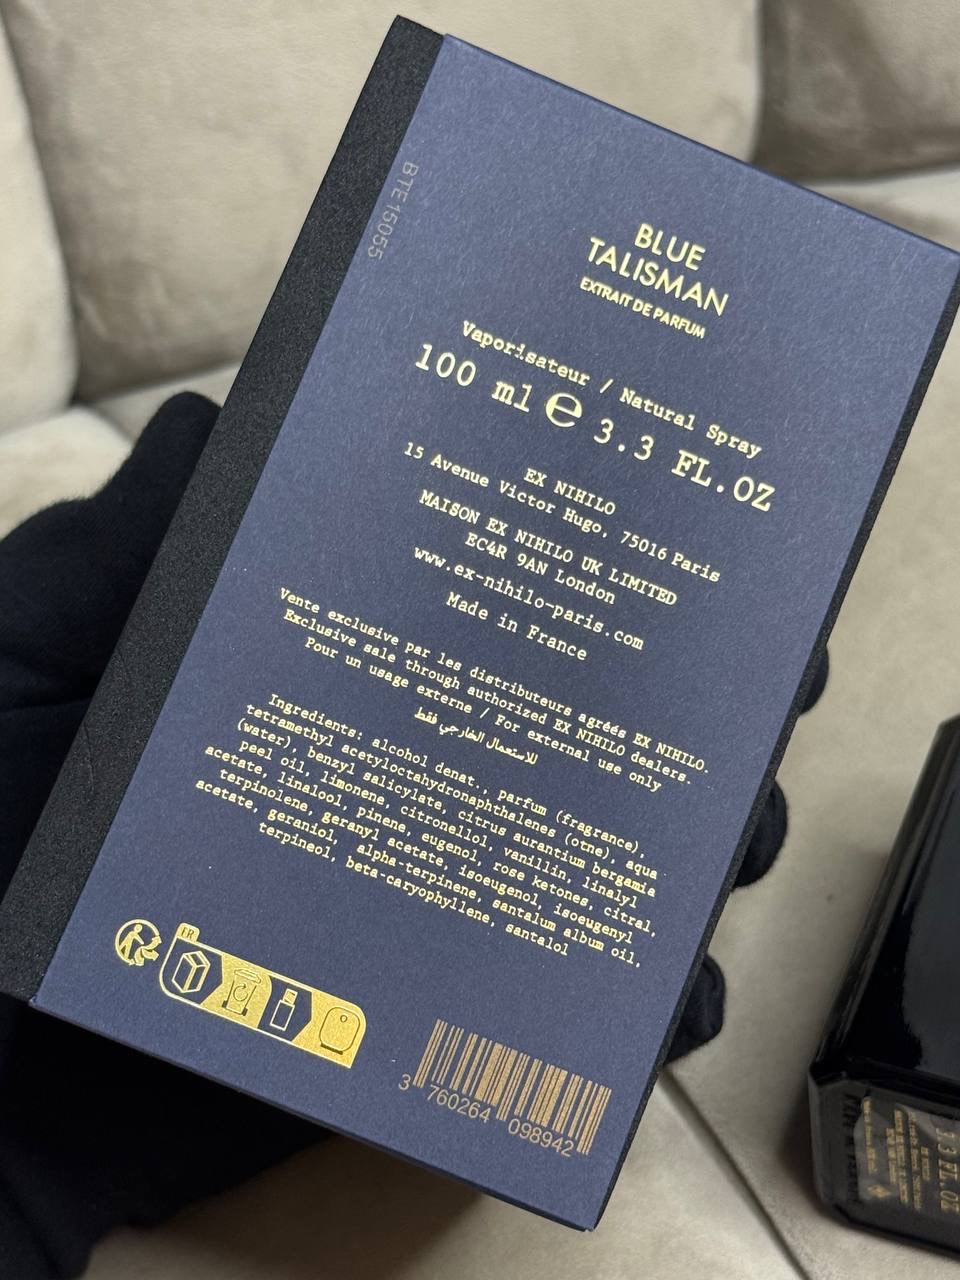 BTE15055
BLUE
TALISMAN
EXTRAIT DE PARFUM
Vaporisateur / Natural Spray
100 ml e 3.3 FL.OZ
EX NIHILO
15 Avenue Victor Hugo, 75016 Paris
MAISON EX NIHILO UK LIMITED
EC4R 9AN London
www.ex-nihilo-paris.com
Made in France
Vente exclusive par les distributeurs agréés EX NIHILO.
Exclusive sale through authorized EX NIHILO dealers.
Pour un usage externe / For external use only
للاستعمال الخارجي فقط
Ingredients: alcohol denat., parfum (fragrance),
tetramethyl acetyloctahydronaphthalenes (otne), aqua
(water), benzyl salicylate, citrus aurantium bergamia
peel oil, limonene, citronellol, vanillin, linalyl
acetate, linalool, pinene, eugenol, rose ketones, citral,
terpinolene, geranyl acetate, isoeugenol, isoeugenyl
acetate, geraniol, alpha-terpinene, santalum album oil,
terpineol, beta-caryophyllene, santalol
FR
3 760264 098942
3.3 FL. OZ